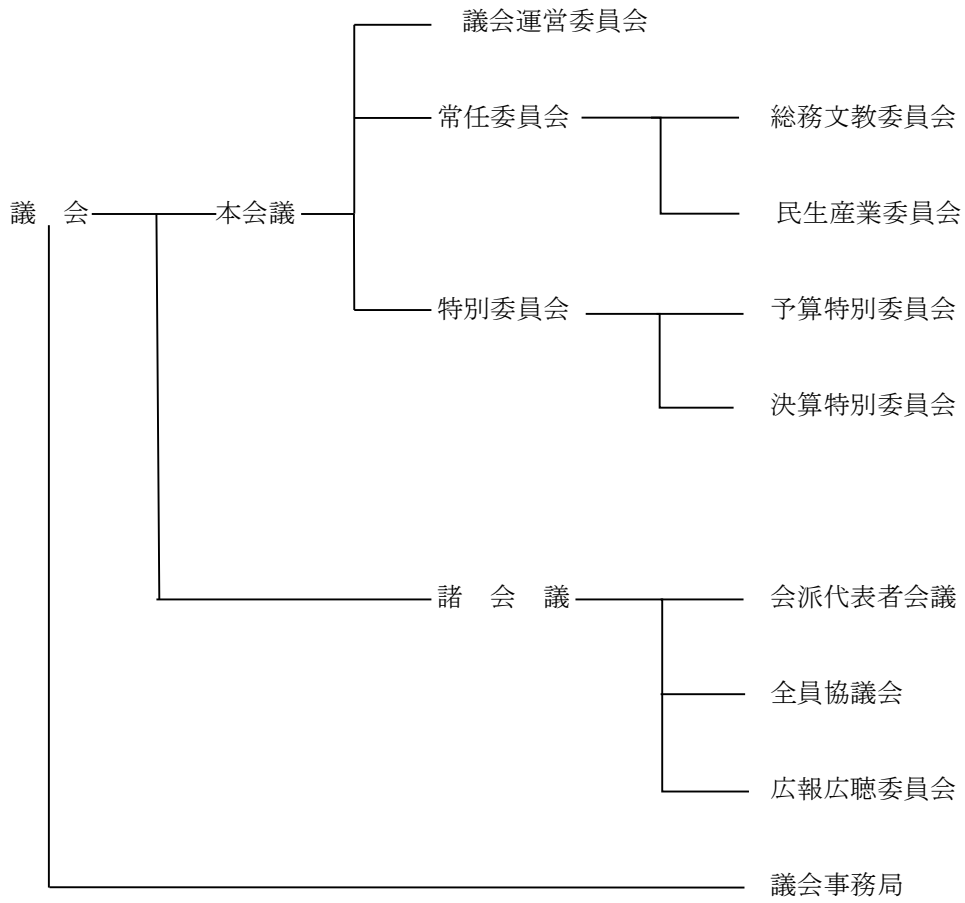 議会運営委員会
常任委員会 総務文教委員会
議　会 本会議 民生産業委員会
特別委員会 予算特別委員会
決算特別委員会
諸　会　議 会派代表者会議
全員協議会
広報広聴委員会
議会事務局